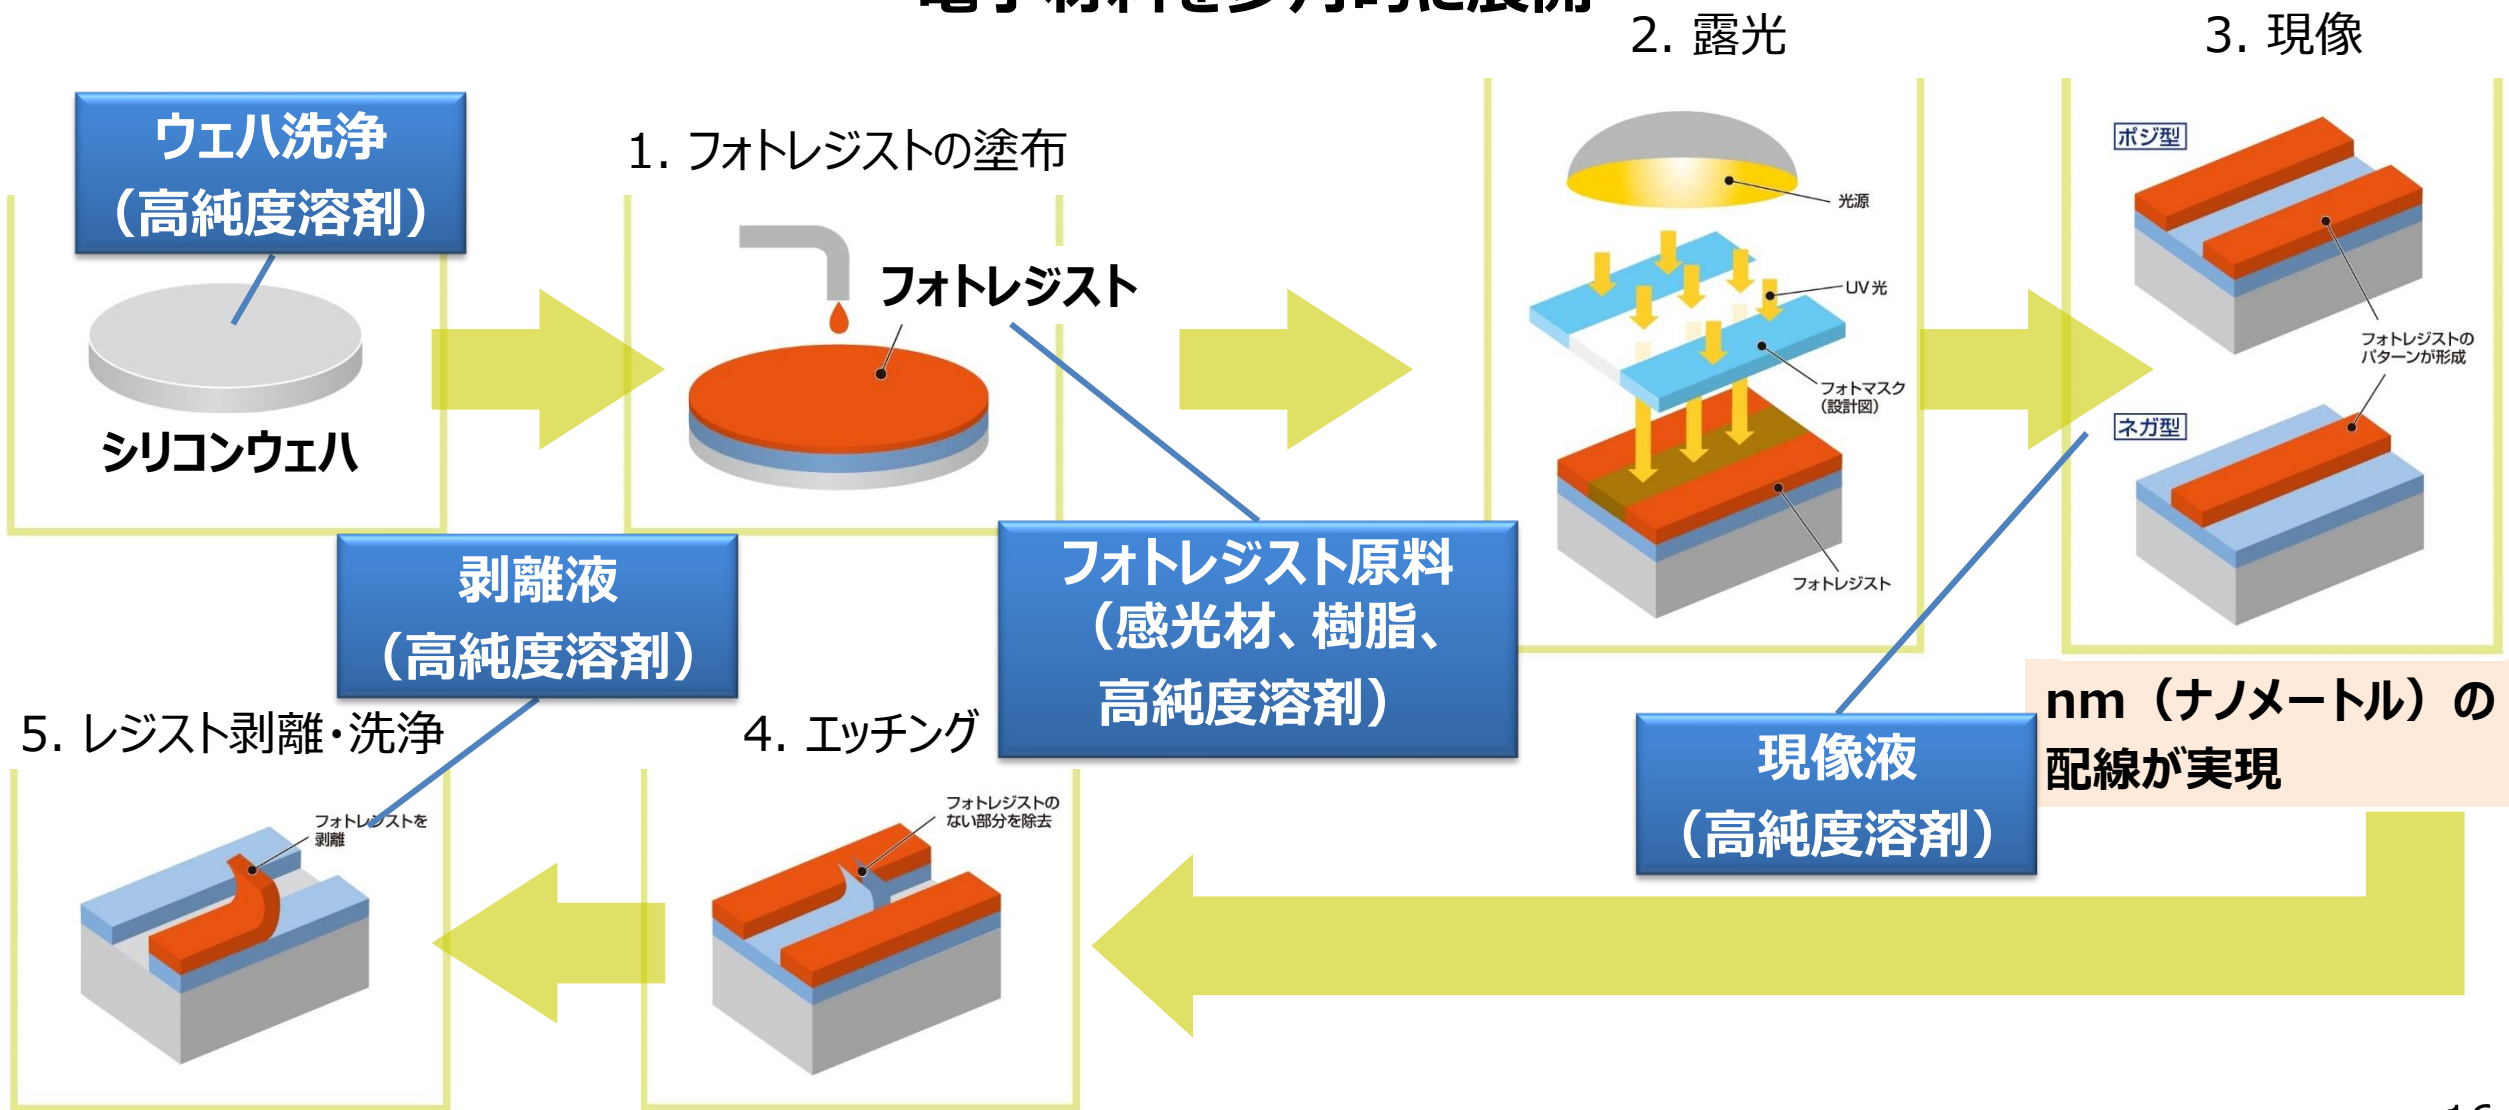 2. 露光
3. 現像
ウェハ洗浄
（高純度溶剤）
1. フォトレジストの塗布
ポジ型
光源
フォトレジスト
UV光
フォトレジストの
パターンが形成
フォトマスク
（設計図）
ネガ型
シリコンウェハ
剥離液
（高純度溶剤）
フォトレジスト原料
（感光材、樹脂、
高純度溶剤）
フォトレジスト
nm（ナノメートル）の
配線が実現
5. レジスト剥離・洗浄
4. エッチング
現像液
（高純度溶剤）
フォトレジストの
ない部分を除去
フォトレジストを
剥離